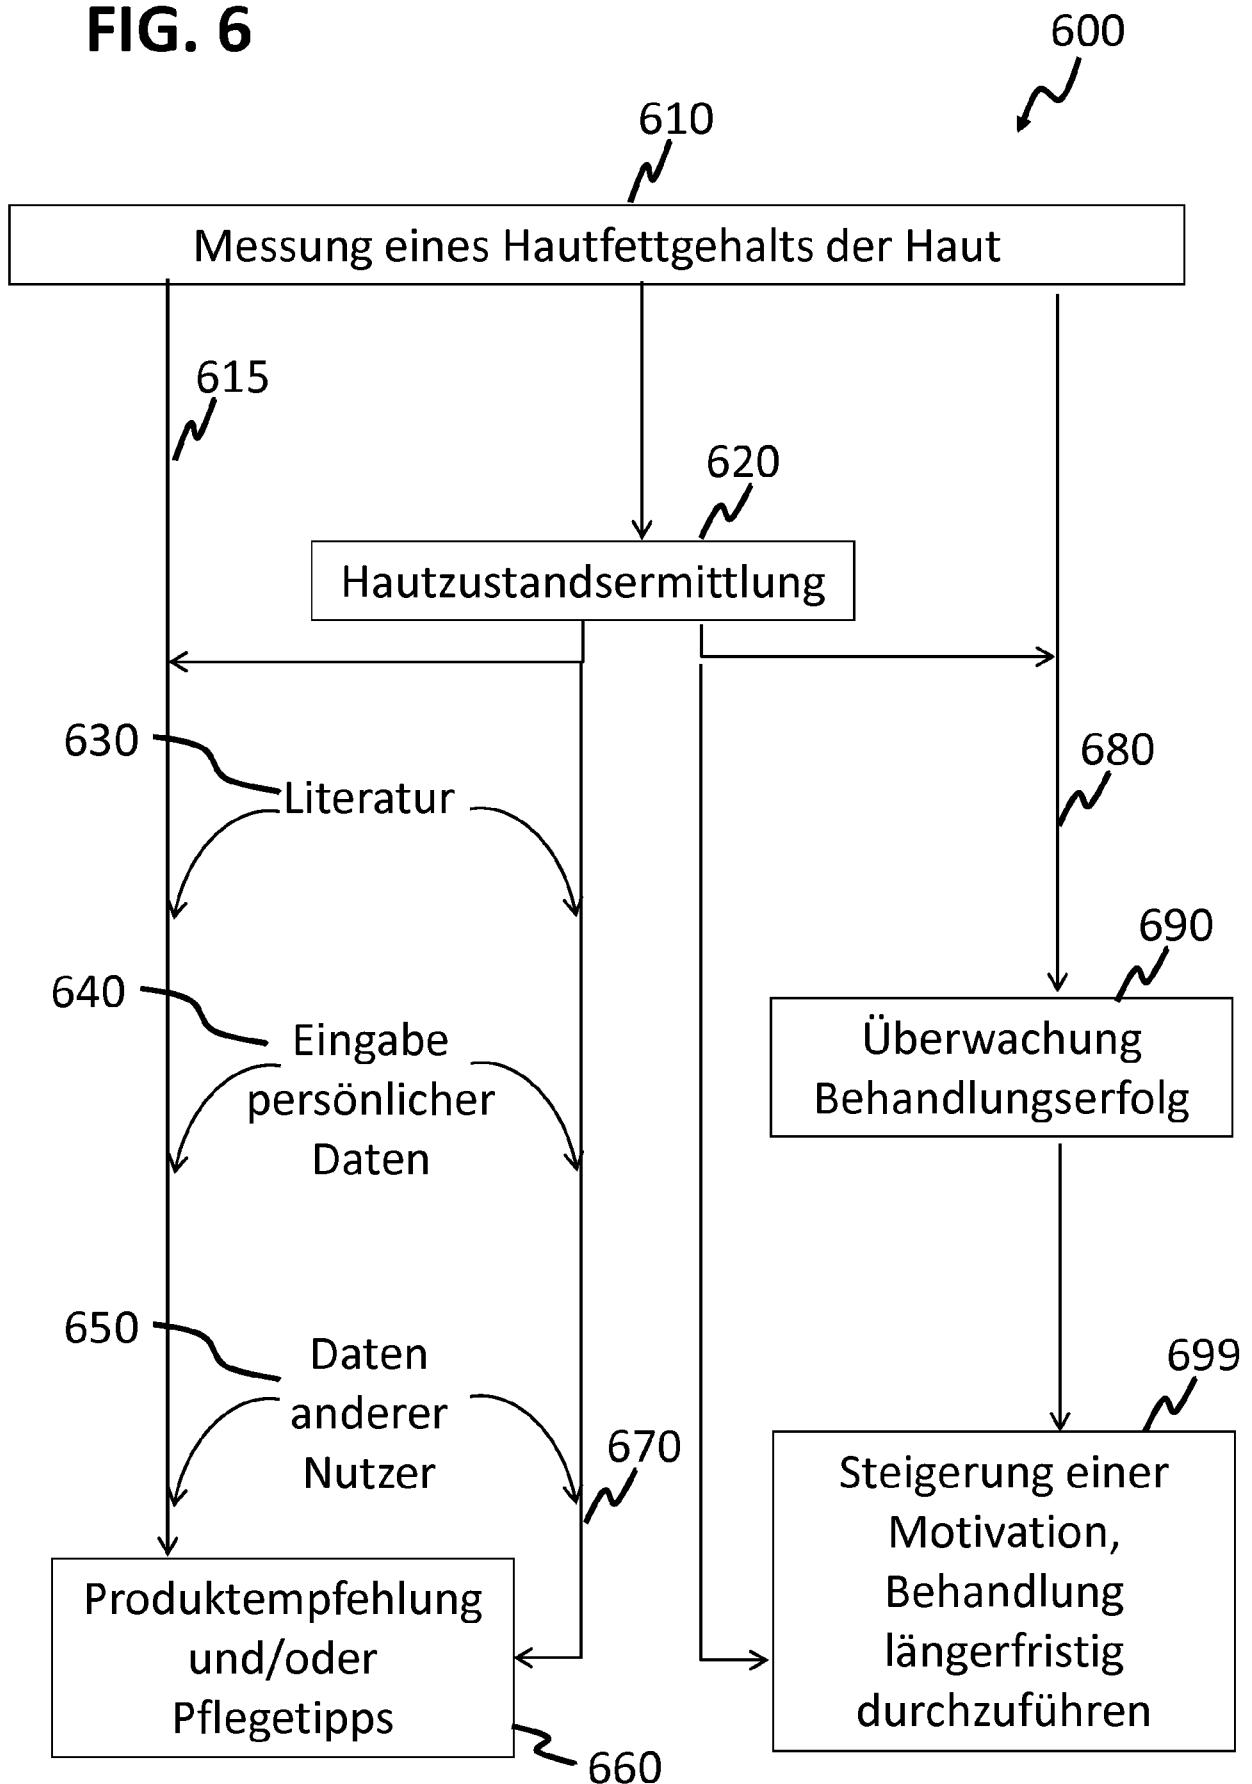 FIG. 6
600
610
Messung eines Hautfettgehalts der Haut
615
620
Hautzustandsermittlung
630
Literatur
680
690
640
Eingabe
persönlicher
Daten
Überwachung
Behandlungserfolg
650
Daten
anderer
Nutzer
670
699
Steigerung einer
Motivation,
Behandlung
längerfristig
durchzuführen
Produktempfehlung
und/oder
Pflegetipps
660